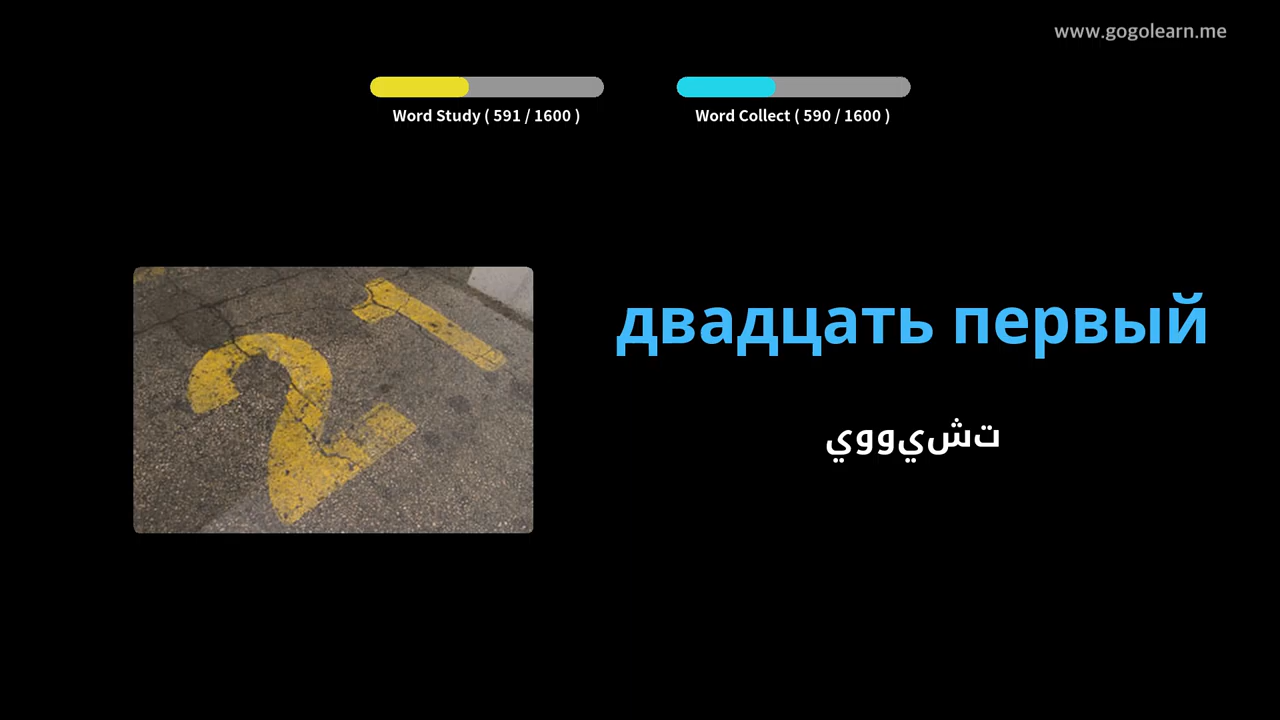 www.gogolearn.me
Word Study ( 591 / 1600 )
Word Collect ( 590 / 1600 )
21
двадцать первый
تشيووي